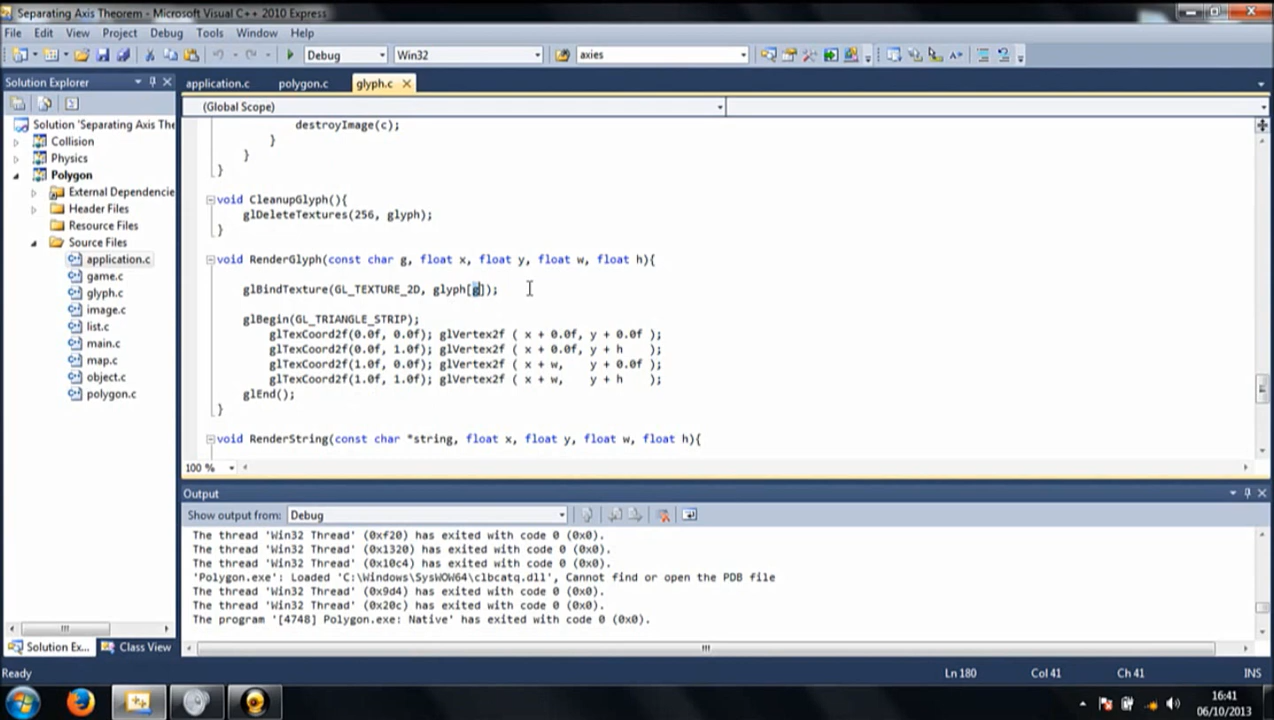 Separating Axis Theorem - Microsoft Visual C++ 2010 Express
File Edit View Project Debug Tools Window Help
Debug Win32 axies
Solution Explorer
application.c polygon.c glyph.c
(Global Scope)
Solution 'Separating Axis The
Collision
Physics
Polygon
External Dependencie
Header Files
Resource Files
Source Files
application.c
game.c
glyph.c
image.c
list.c
main.c
map.c
object.c
polygon.c
Solution Ex... Class View
destroyImage(c);
}
}
}
void CleanupGlyph(){
glDeleteTextures(256, glyph);
}
void RenderGlyph(const char g, float x, float y, float w, float h){
glBindTexture(GL_TEXTURE_2D, glyph[g]);
glBegin(GL_TRIANGLE_STRIP);
glTexCoord2f(0.0f, 0.0f); glVertex2f ( x + 0.0f, y + 0.0f );
glTexCoord2f(0.0f, 1.0f); glVertex2f ( x + 0.0f, y + h );
glTexCoord2f(1.0f, 0.0f); glVertex2f ( x + w, y + 0.0f );
glTexCoord2f(1.0f, 1.0f); glVertex2f ( x + w, y + h );
glEnd();
}
void RenderString(const char *string, float x, float y, float w, float h){
100 %
Output
Show output from: Debug
The thread 'Win32 Thread' (0xf20) has exited with code 0 (0x0).
The thread 'Win32 Thread' (0x1320) has exited with code 0 (0x0).
The thread 'Win32 Thread' (0x10c4) has exited with code 0 (0x0).
'Polygon.exe': Loaded 'C:\Windows\SysWOW64\clbcatq.dll', Cannot find or open the PDB file
The thread 'Win32 Thread' (0x9d4) has exited with code 0 (0x0).
The thread 'Win32 Thread' (0x20c) has exited with code 0 (0x0).
The program '[4748] Polygon.exe: Native' has exited with code 0 (0x0).
Ready Ln 180 Col 41 Ch 41 INS
16:41
06/10/2013